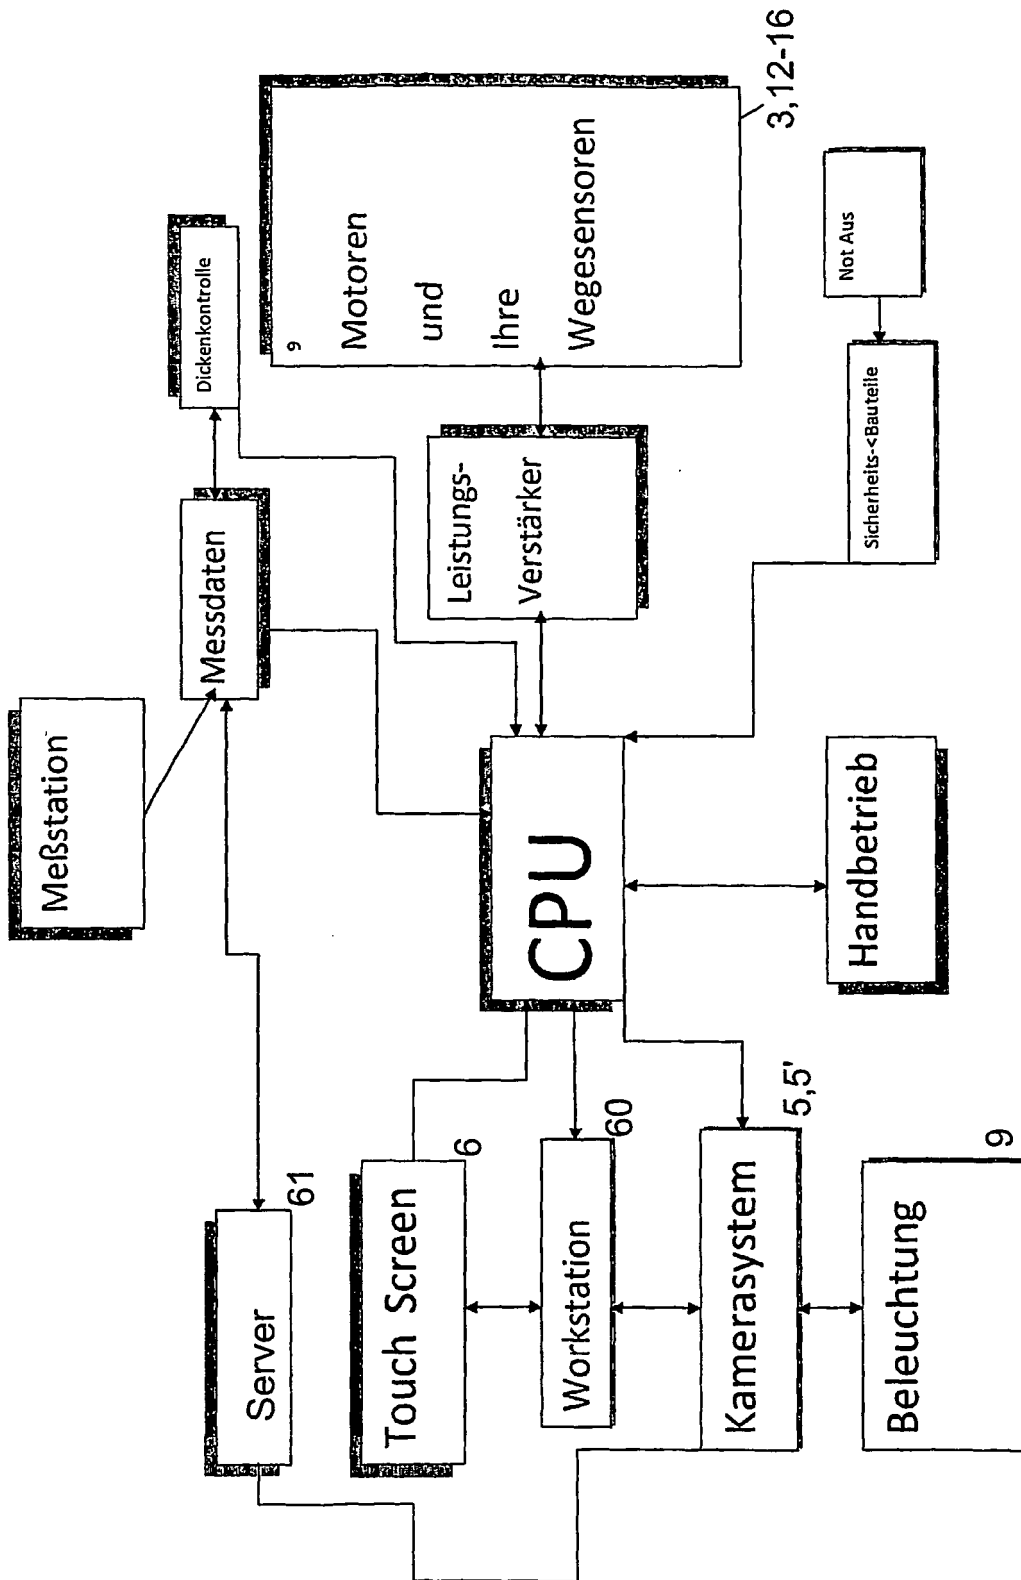 Meßstation
Server
61
Messdaten
Dickenkontrolle
Touch Screen
6
Workstation
60
CPU
Leistungs-
Verstärker
9
Motoren
und
Ihre
Wegesensoren
3,12-16
Kamerasystem
5,5'
Beleuchtung
9
Handbetrieb
Sicherheits-<Bauteile
Not Aus